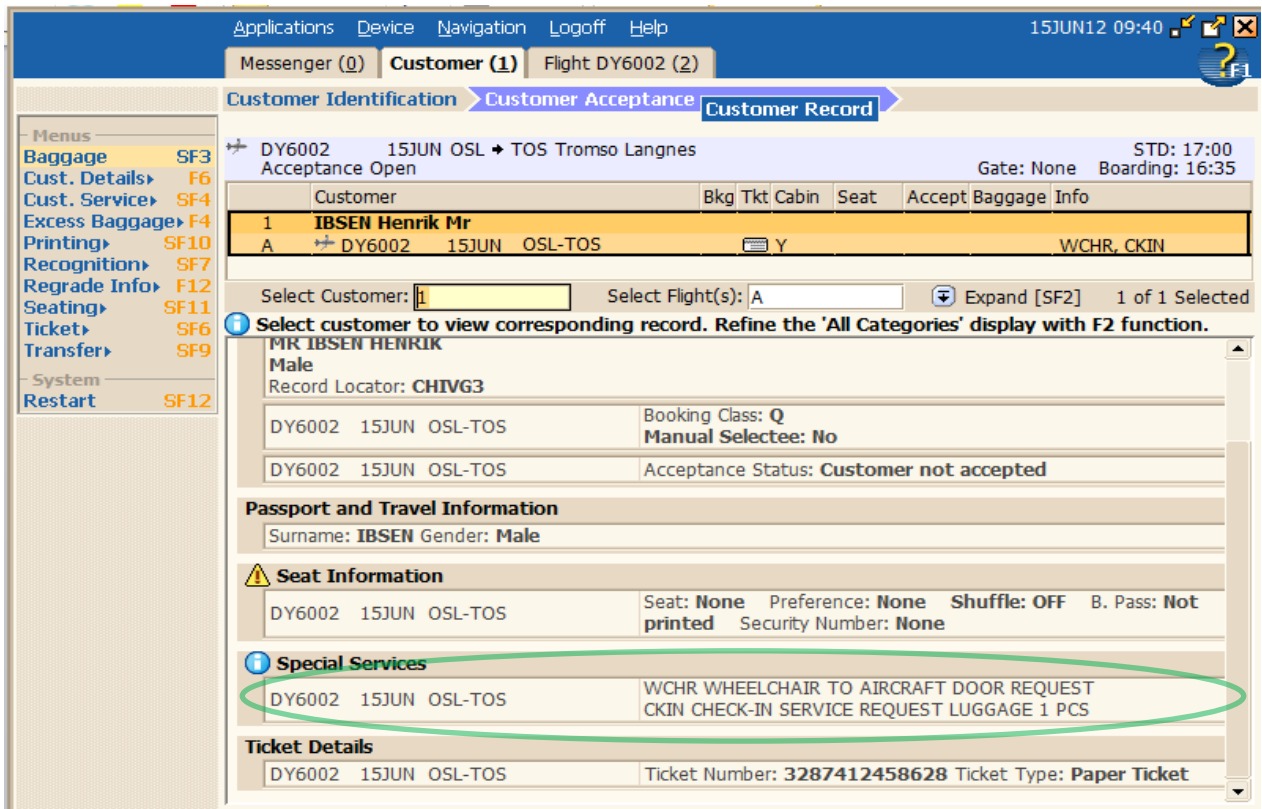 Applications Device Navigation Logoff Help 15JUN12 09:40
Messenger (0) Customer (1) Flight DY6002 (2) ? F1
Customer Identification Customer Acceptance Customer Record
Menus
Baggage SF3
Cust. Details F6
Cust. Service SF4
Excess Baggage F4
Printing SF10
Recognition SF7
Regrade Info F12
Seating SF11
Ticket SF6
Transfer SF9
System
Restart SF12
DY6002 15JUN OSL → TOS Tromso Langnes STD: 17:00
Acceptance Open Gate: None Boarding: 16:35
Customer Bkg Tkt Cabin Seat Accept Baggage Info
1 IBSEN Henrik Mr
A DY6002 15JUN OSL-TOS Y WCHR, CKIN
Select Customer: 1 Select Flight(s): A Expand [SF2] 1 of 1 Selected
Select customer to view corresponding record. Refine the 'All Categories' display with F2 function.
MR IBSEN HENRIK
Male
Record Locator: CHIVG3
DY6002 15JUN OSL-TOS
Booking Class: Q
Manual Selectee: No
DY6002 15JUN OSL-TOS Acceptance Status: Customer not accepted
Passport and Travel Information
Surname: IBSEN Gender: Male
Seat Information
DY6002 15JUN OSL-TOS
Seat: None Preference: None Shuffle: OFF B. Pass: Not
printed Security Number: None
Special Services
DY6002 15JUN OSL-TOS
WCHR WHEELCHAIR TO AIRCRAFT DOOR REQUEST
CKIN CHECK-IN SERVICE REQUEST LUGGAGE 1 PCS
Ticket Details
DY6002 15JUN OSL-TOS Ticket Number: 3287412458628 Ticket Type: Paper Ticket